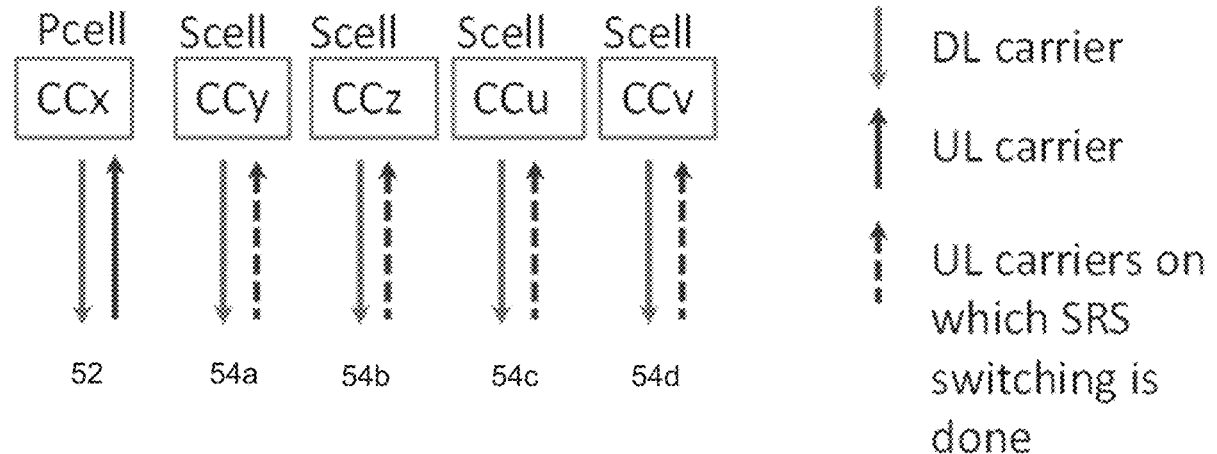 Pcell Scell Scell Scell Scell
CCx CCy CCz CCu CCv
52 54a 54b 54c 54d
DL carrier
UL carrier
UL carriers on
which SRS
switching is
done